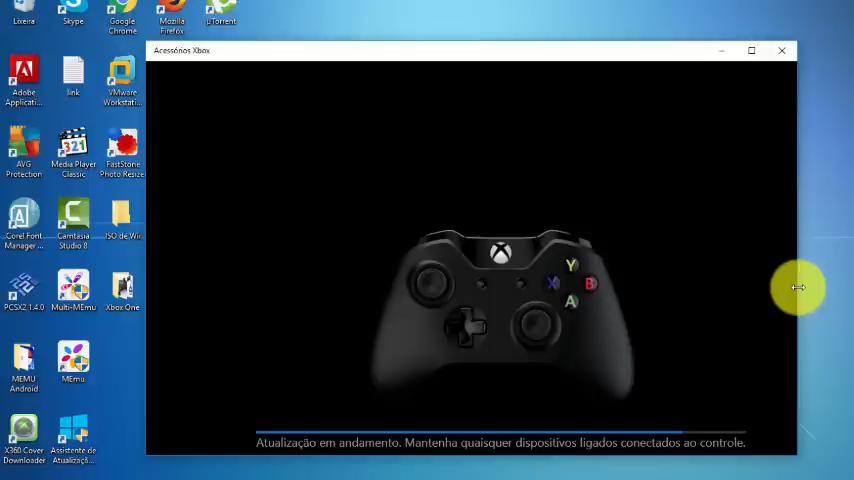 Lixeira
Skype
Google
Chrome
Mozilla
Firefox
µTorrent
Acessórios Xbox
Adobe
Applicati...
link
VMware
Workstati...
AVG
Protection
Media Player
Classic
FastStone
Photo Resize
Corel Font
Manager ...
Camtasia
Studio 8
ISO de Win
PCSX2 1.4.0
Multi-MEmu
Xbox One
MEMU
Android
MEmu
X360 Cover
Downloader
Assistente de
Atualizaçã...
321
Y
X
B
A
Atualização em andamento. Mantenha quaisquer dispositivos ligados conectados ao controle.